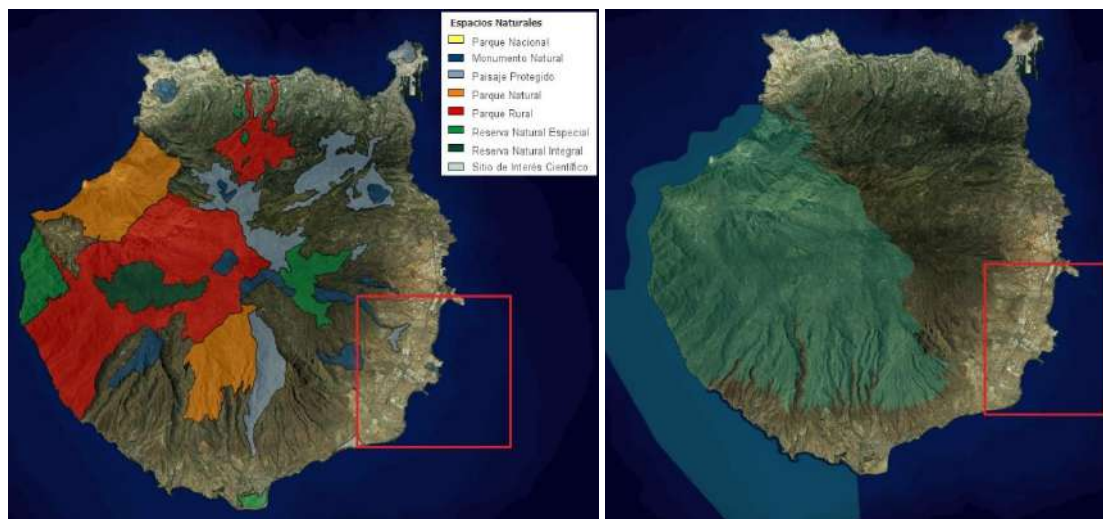 Espacios Naturales
Parque Nacional
Monumento Natural
Paisaje Protegido
Parque Natural
Parque Rural
Reserva Natural Especial
Reserva Natural Integral
Sitio de Interés Científico